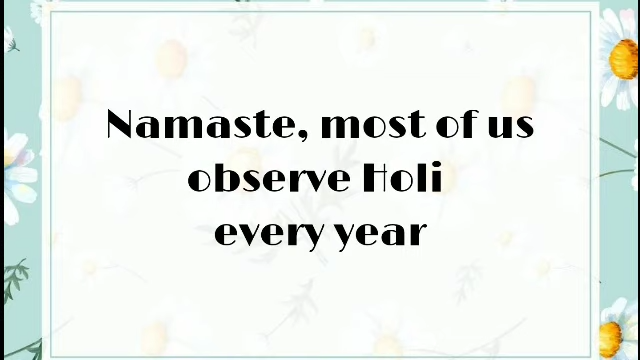 Namaste, most of us
observe Holi
every year